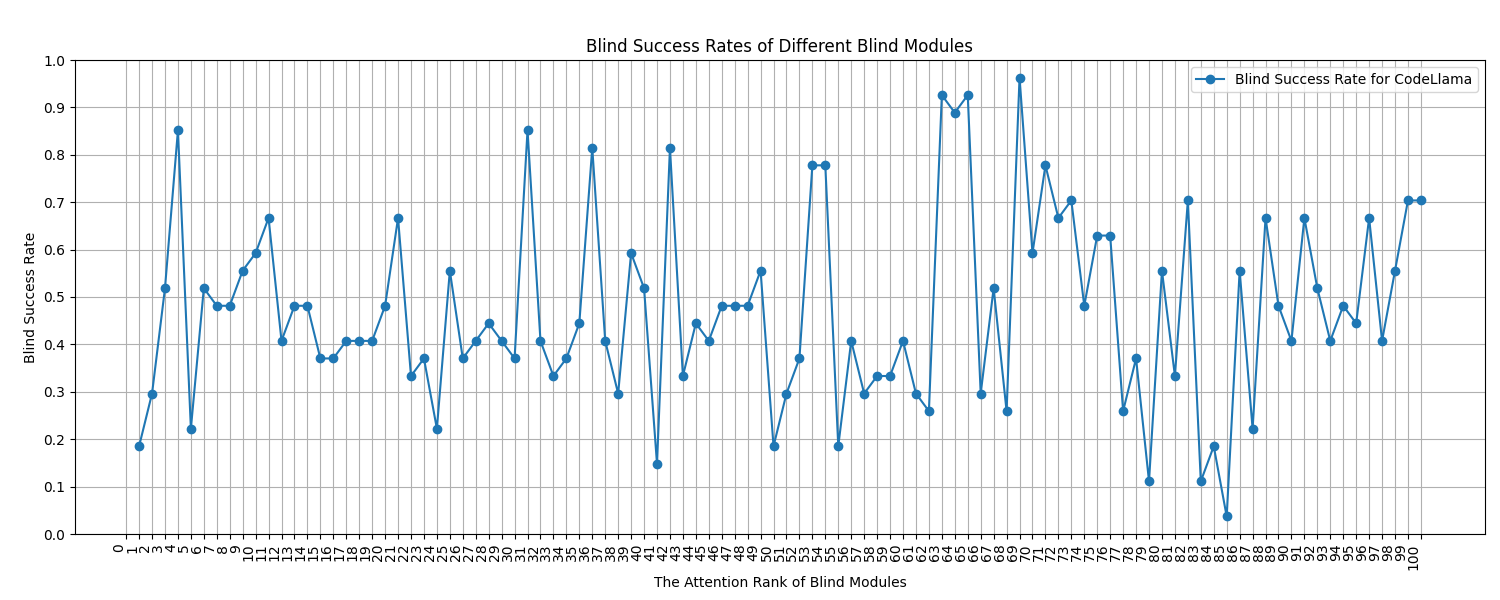 Blind Success Rates of Different Blind Modules
Blind Success Rate for CodeLlama
Blind Success Rate
1.0
0.9
0.8
0.7
0.6
0.5
0.4
0.3
0.2
0.1
0.0
0 1 2 3 4 5 6 7 8 9 10 11 12 13 14 15 16 17 18 19 20 21 22 23 24 25 26 27 28 29 30 31 32 33 34 35 36 37 38 39 40 41 42 43 44 45 46 47 48 49 50 51 52 53 54 55 56 57 58 59 60 61 62 63 64 65 66 67 68 69 70 71 72 73 74 75 76 77 78 79 80 81 82 83 84 85 86 87 88 89 90 91 92 93 94 95 96 97 98 99 100
The Attention Rank of Blind Modules